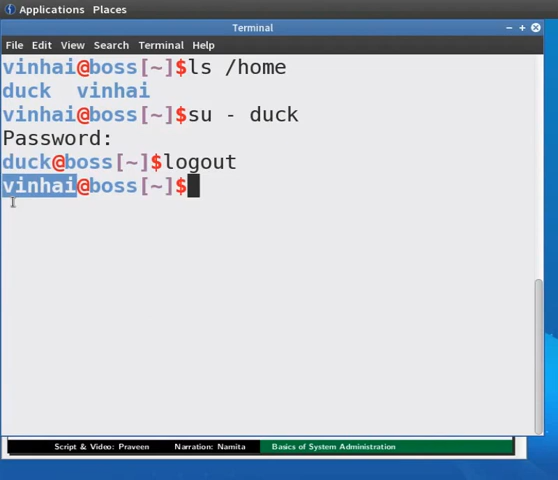 Applications Places
Terminal
File Edit View Search Terminal Help
vinhai@boss[~]$ls /home
duck vinhai
vinhai@boss[~]$su - duck
Password:
duck@boss[~]$logout
vinhai@boss[~]$
Script & Video: Praveen Narration: Namita Basics of System Administration